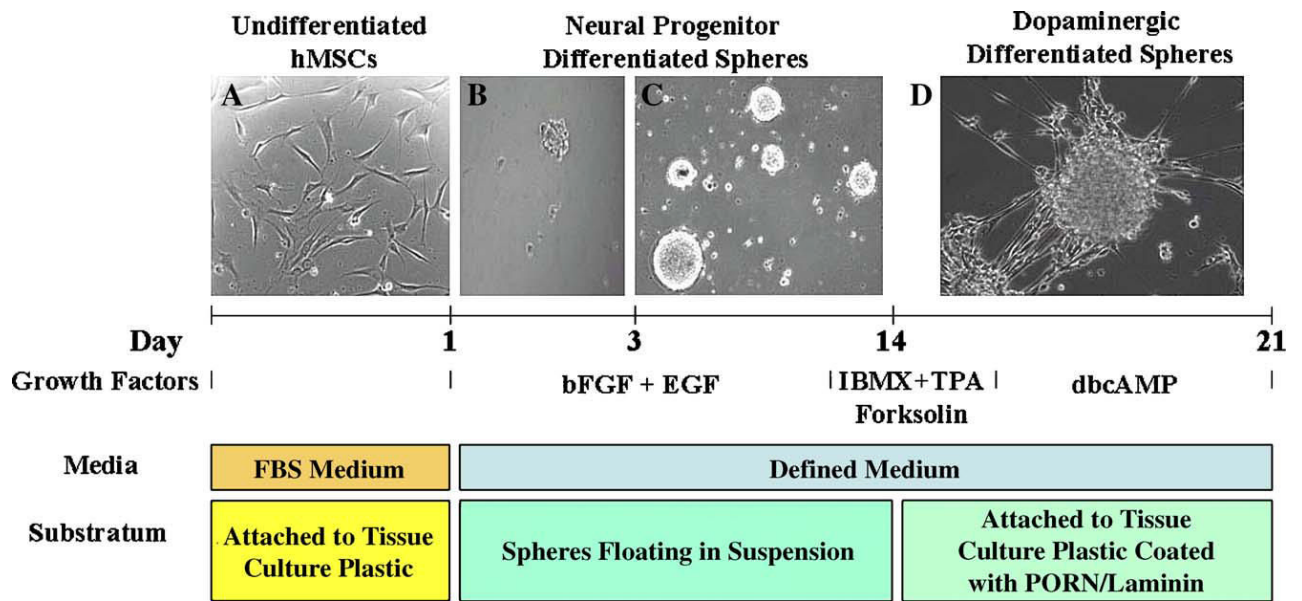 Undifferentiated
hMSCs
Neural Progenitor
Differentiated Spheres
Dopaminergic
Differentiated Spheres
A
B
C
D
Day
1
3
14
21
Growth Factors
bFGF + EGF
IBMX+TPA
Forksolin
dbcAMP
Media
FBS Medium
Defined Medium
Substratum
Attached to Tissue
Culture Plastic
Spheres Floating in Suspension
Attached to Tissue
Culture Plastic Coated
with PORN/Laminin